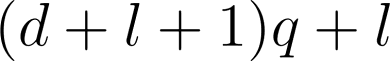 (d + l + 1)q + l